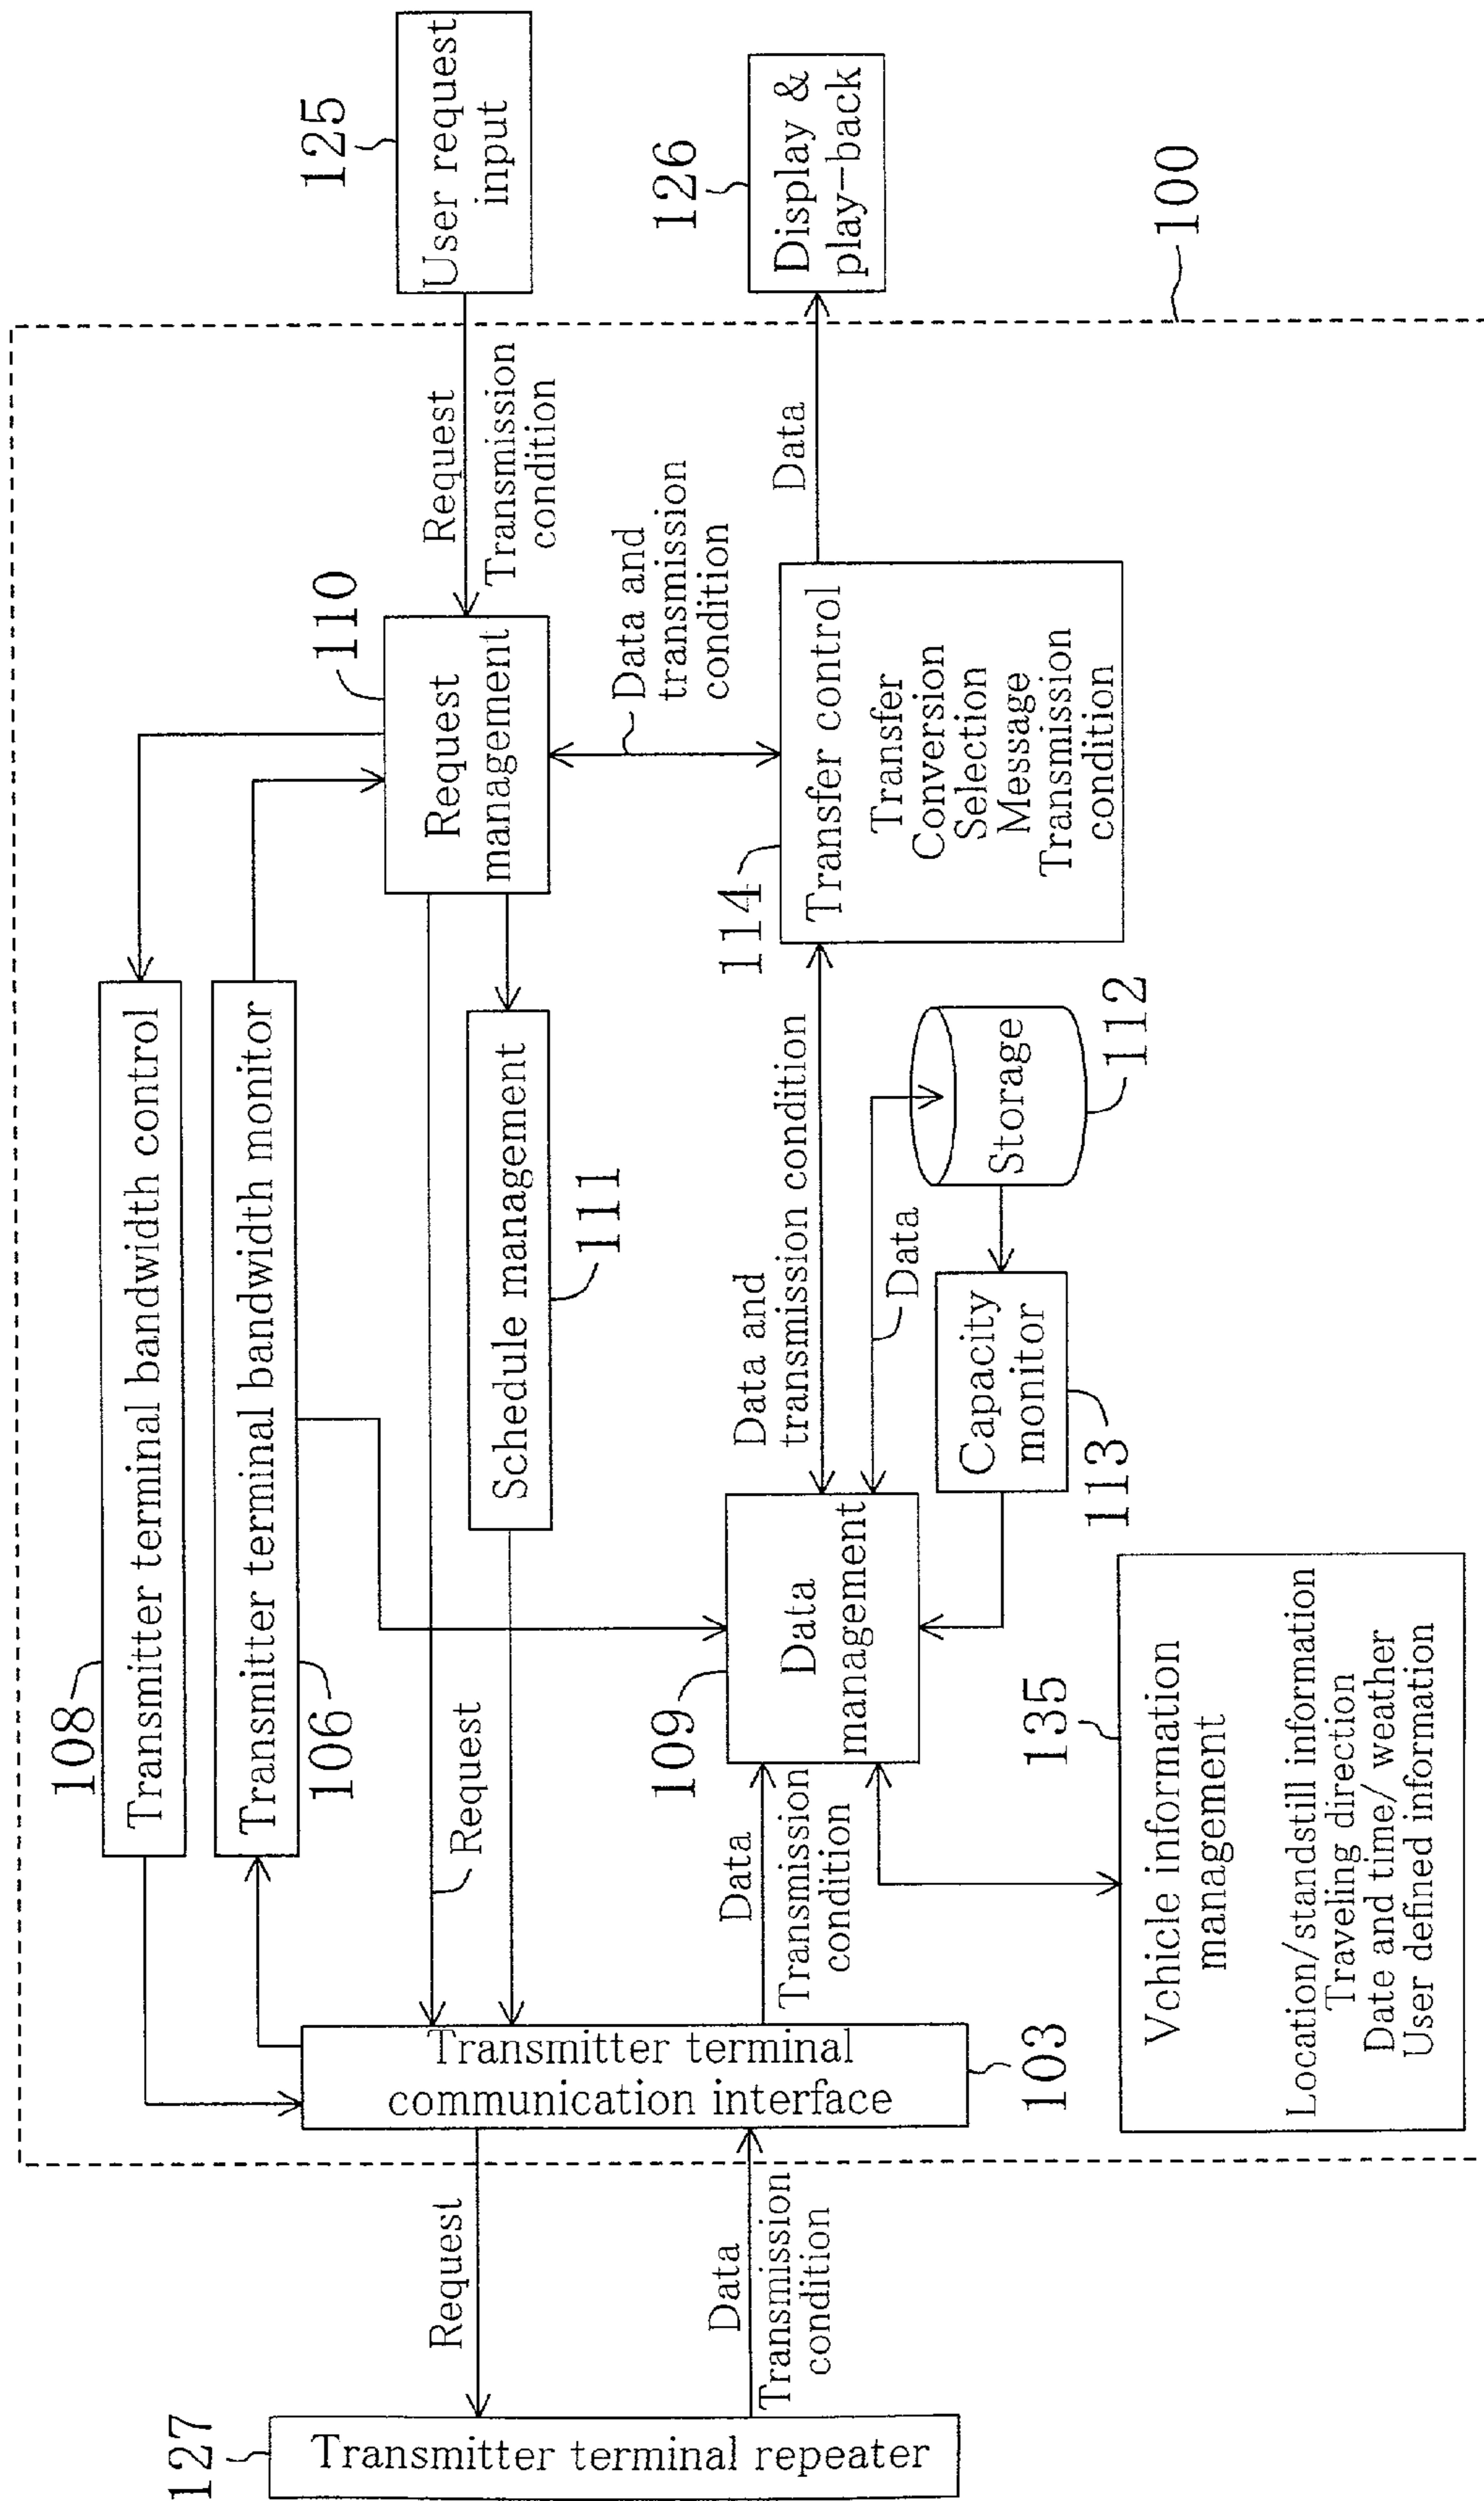 108
Transmitter terminal bandwidth control
Transmitter terminal bandwidth monitor
106
110
125
User request
input
Request
Transmission
condition
Request
management
Request
Schedule management
111
Data and
transmission
condition
126
Display &
play-back
Data
100
127
Transmitter terminal repeater
Request
Data
Transmission
condition
Transmitter terminal
communication interface
103
Data
Transmission
condition
109
Data
management
Data and
transmission condition
114
Transfer control
Transfer
Conversion
Selection
Message
Transmission
condition
Data
Storage
112
Capacity
monitor
113
135
Vehicle information
management
Location/standstill information
Traveling direction
Date and time/ weather
User defined information